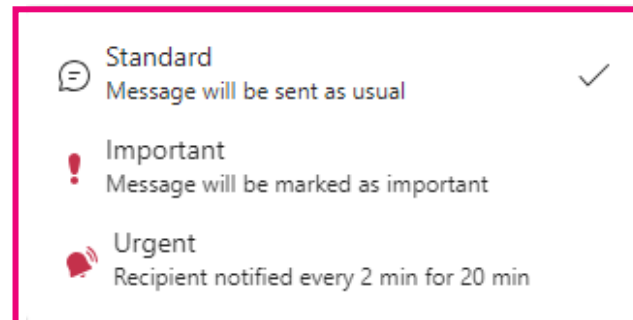 Standard
Message will be sent as usual
Important
Message will be marked as important
Urgent
Recipient notified every 2 min for 20 min